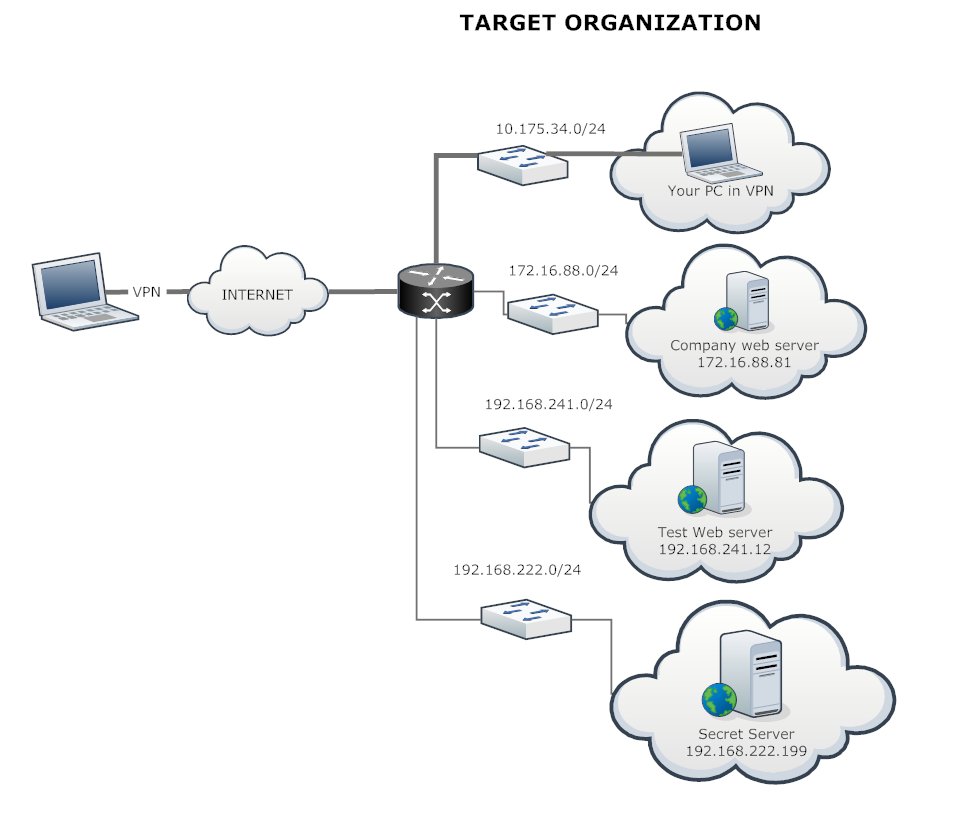 TARGET ORGANIZATION
10.175.34.0/24
Your PC in VPN
172.16.88.0/24
VPN
INTERNET
Company web server
172.16.88.81
192.168.241.0/24
Test Web server
192.168.241.12
192.168.222.0/24
Secret Server
192.168.222.199